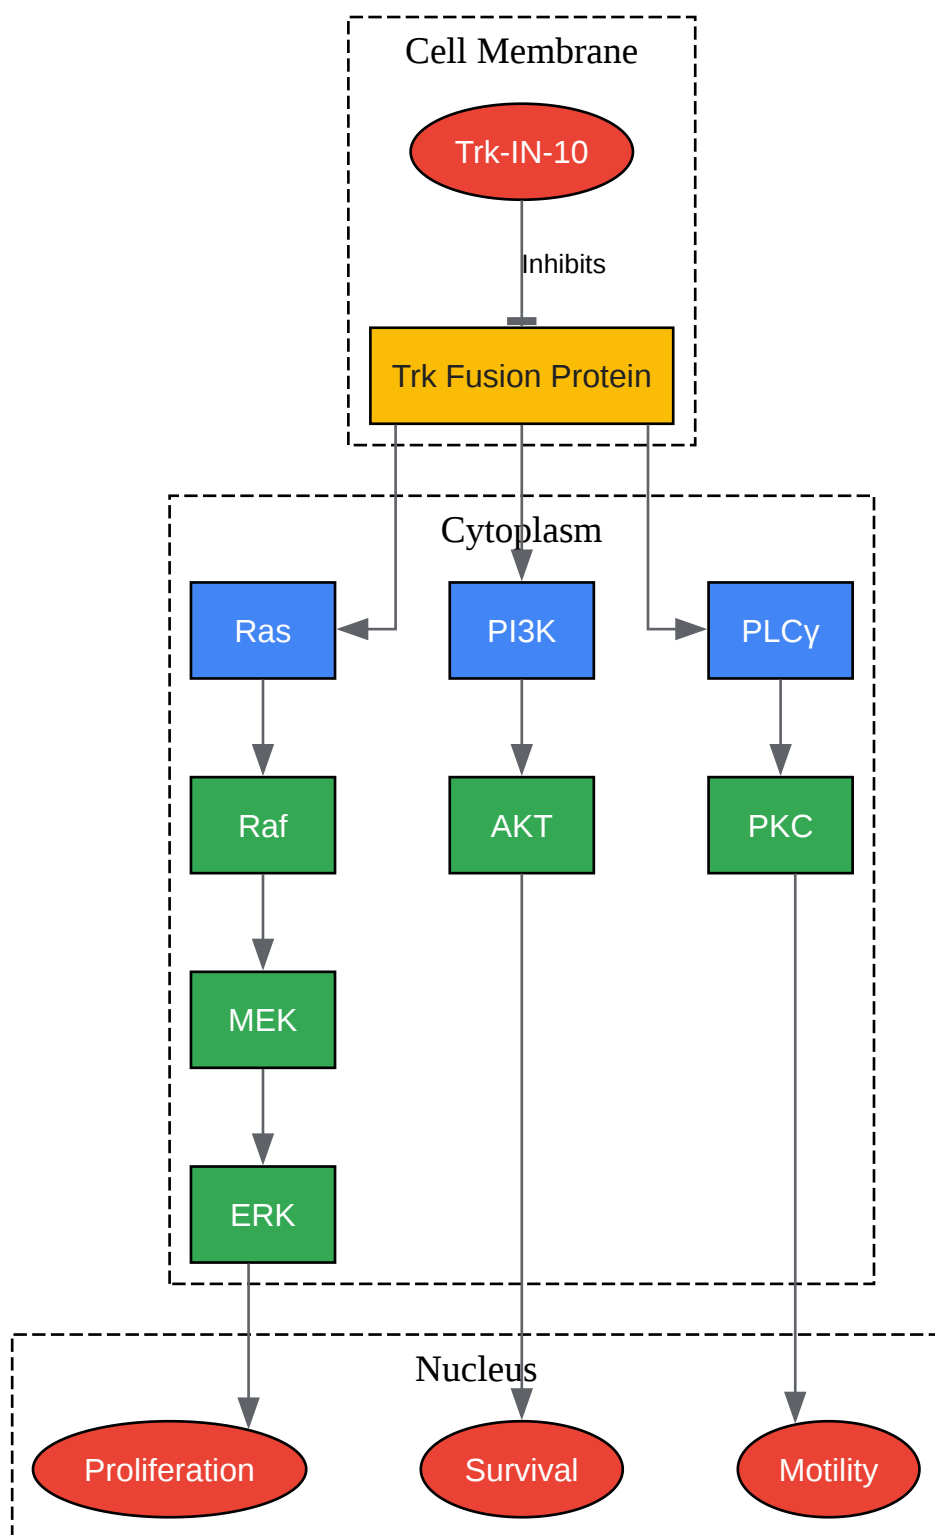 Cell Membrane
Trk-IN-10
Inhibits
Trk Fusion Protein
Cytoplasm
Ras
PI3K
PLCγ
Raf
AKT
PKC
MEK
ERK
Nucleus
Proliferation
Survival
Motility